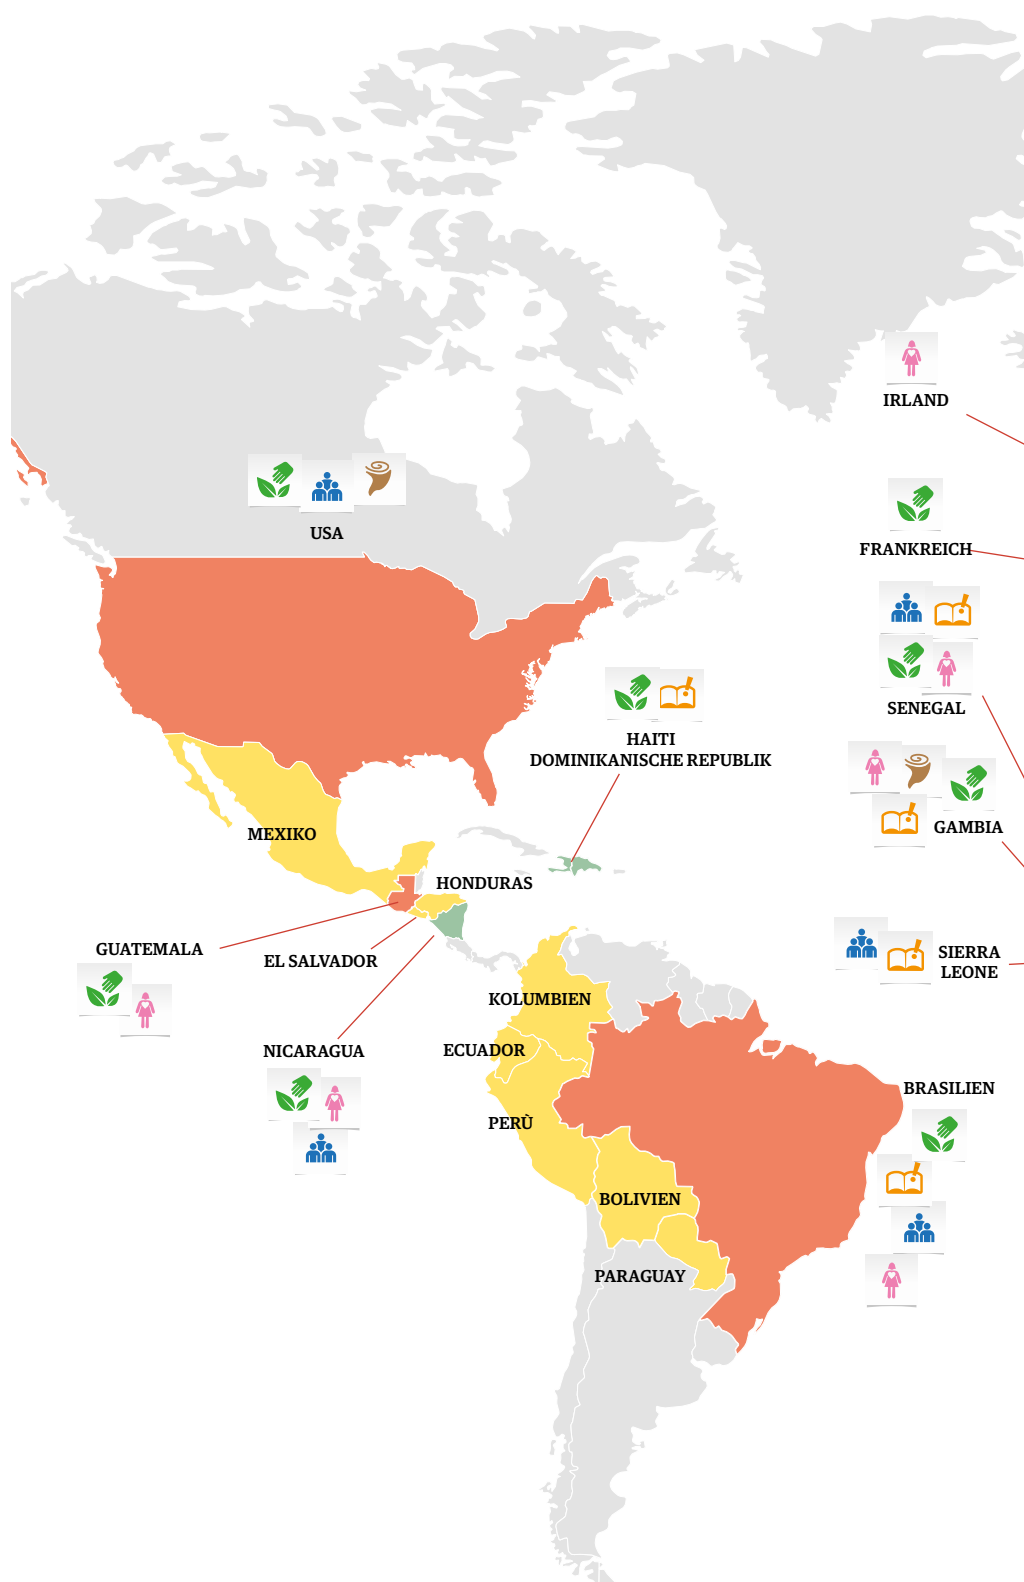 IRLAND
USA
FRANKREICH
SENEGAL
HAITI
DOMINIKANISCHE REPUBLIK
MEXIKO
GAMBIA
HONDURAS
GUATEMALA
EL SALVADOR
SIERRA
LEONE
KOLUMBIEN
NICARAGUA
ECUADOR
BRASILIEN
PERÙ
BOLIVIEN
PARAGUAY